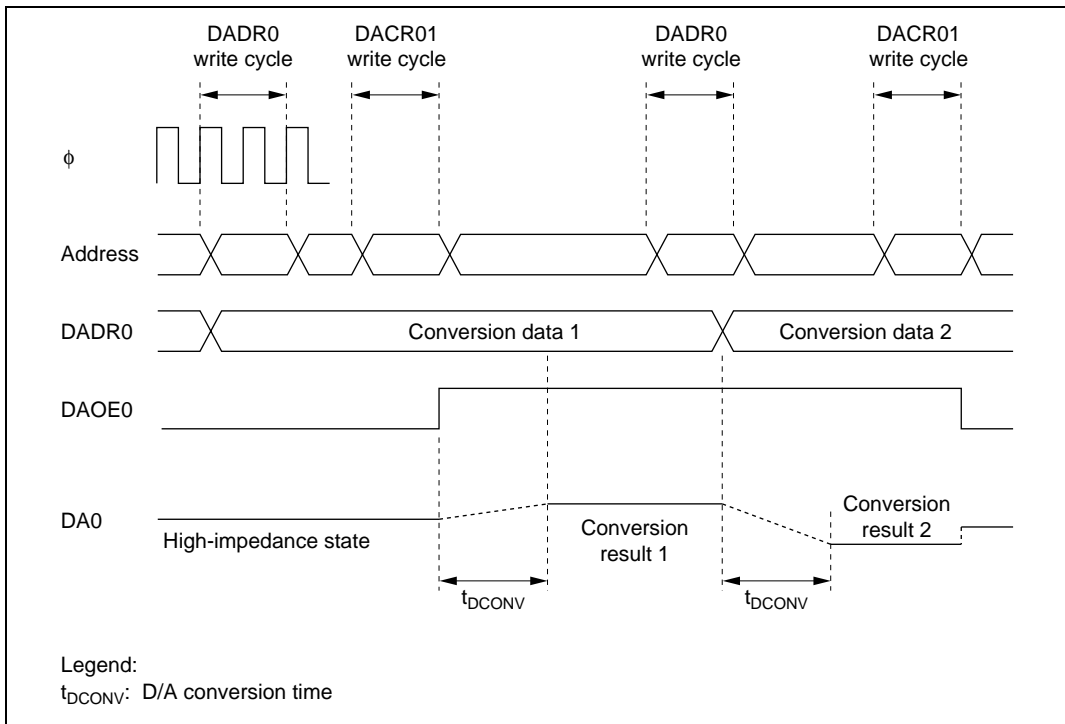 DADR0 write cycle
DACR01 write cycle
DADR0 write cycle
DACR01 write cycle
ϕ
Address
DADR0
Conversion data 1
Conversion data 2
DAOE0
DA0
High-impedance state
Conversion result 1
Conversion result 2
tDCONV
tDCONV
Legend:
tDCONV: D/A conversion time